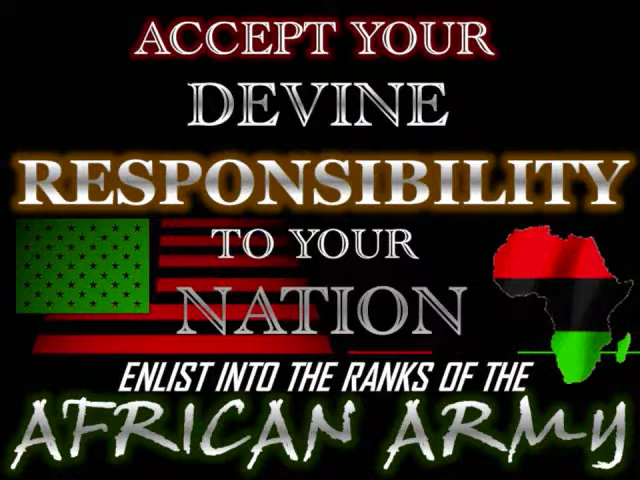 ACCEPT YOUR
DEVINE
RESPONSIBILITY
TO YOUR
NATION
ENLIST INTO THE RANKS OF THE
AFRICAN ARMY